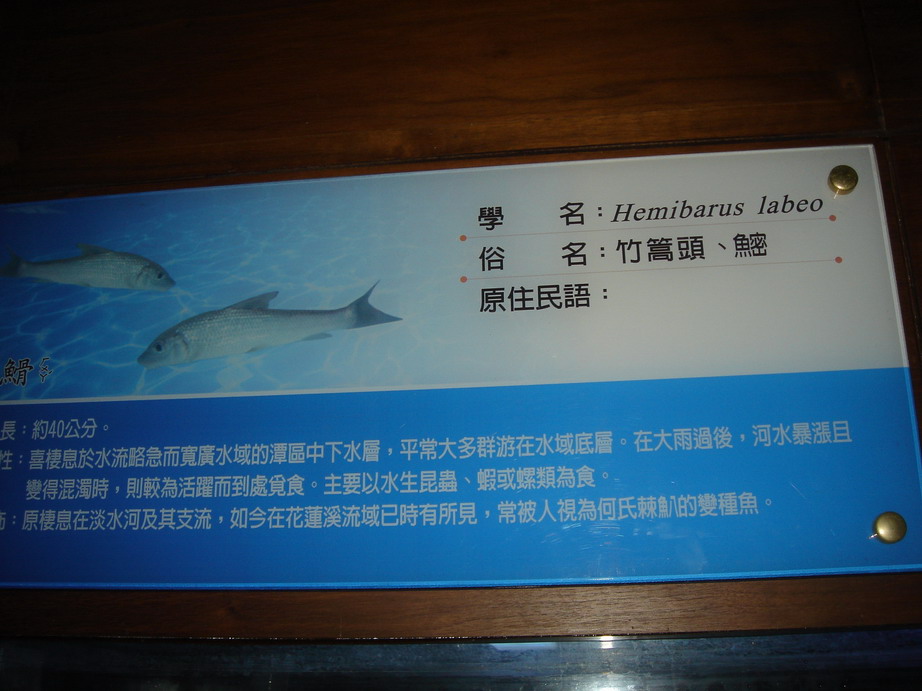 學 名：Hemibarus labeo
俗 名：竹篙頭、鰵
原住民語：
鱼滑
長：約40公分。
性：喜棲息於水流略急而寬廣水域的潭區中下水層，平常大多群游在水域底層。在大雨過後，河水暴漲且
變得混濁時，則較為活躍而到處覓食。主要以水生昆蟲、蝦或螺類為食。
佈：原棲息在淡水河及其支流，如今在花蓮溪流域已時有所見，常被人視為何氏棘魞的變種魚。